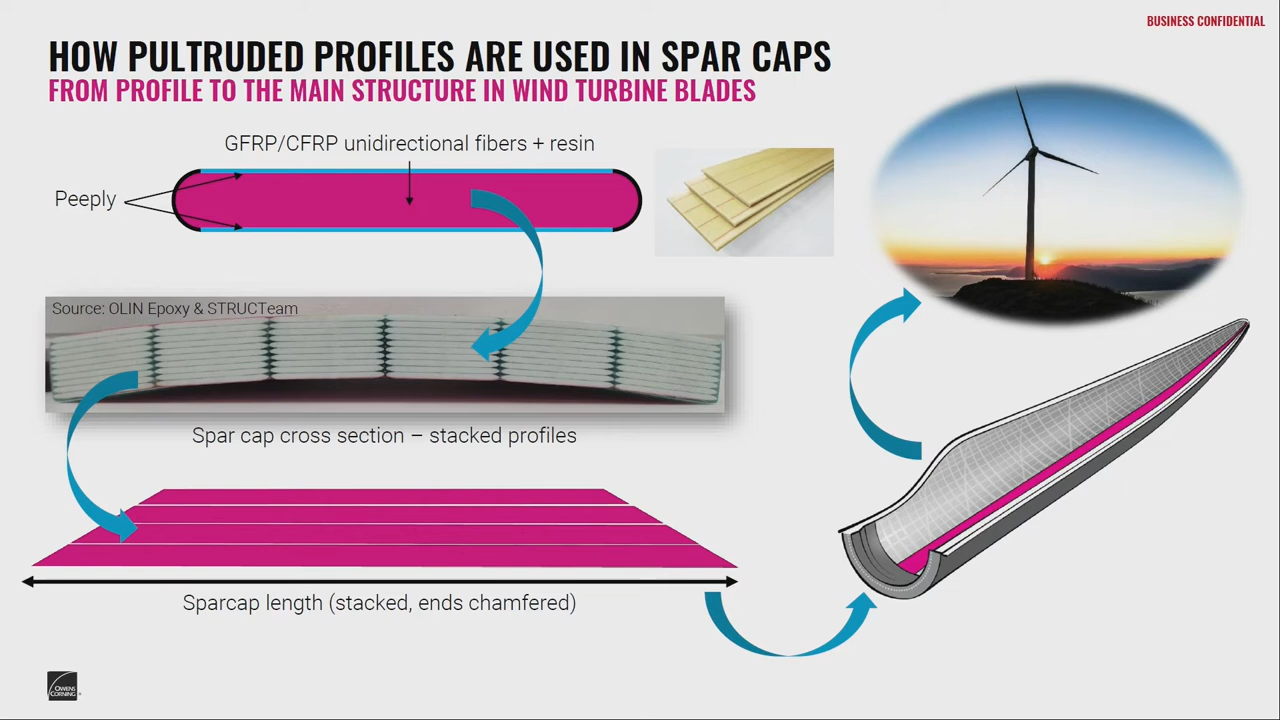 BUSINESS CONFIDENTIAL
HOW PULTRUDED PROFILES ARE USED IN SPAR CAPS
FROM PROFILE TO THE MAIN STRUCTURE IN WIND TURBINE BLADES
GFRP/CFRP unidirectional fibers + resin
Peeply
Source: OLIN Epoxy & STRUCTeam
Spar cap cross section – stacked profiles
Sparcap length (stacked, ends chamfered)
OWENS
CORNING